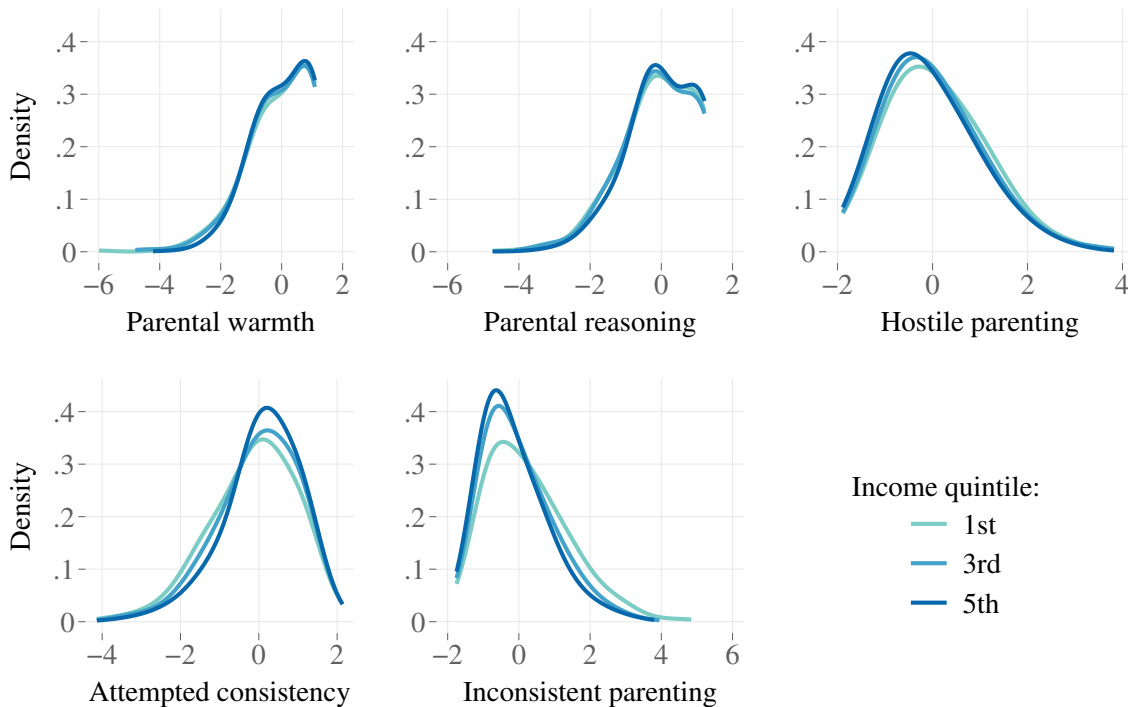 Density
.4
.3
.2
.1
0
−6 −4 −2 0 2
Parental warmth
.4
.3
.2
.1
0
−6 −4 −2 0 2
Parental reasoning
.4
.3
.2
.1
0
−2 0 2 4
Hostile parenting
Density
.4
.3
.2
.1
0
−4 −2 0 2
Attempted consistency
.4
.3
.2
.1
0
−2 0 2 4 6
Inconsistent parenting
Income quintile:
1st
3rd
5th